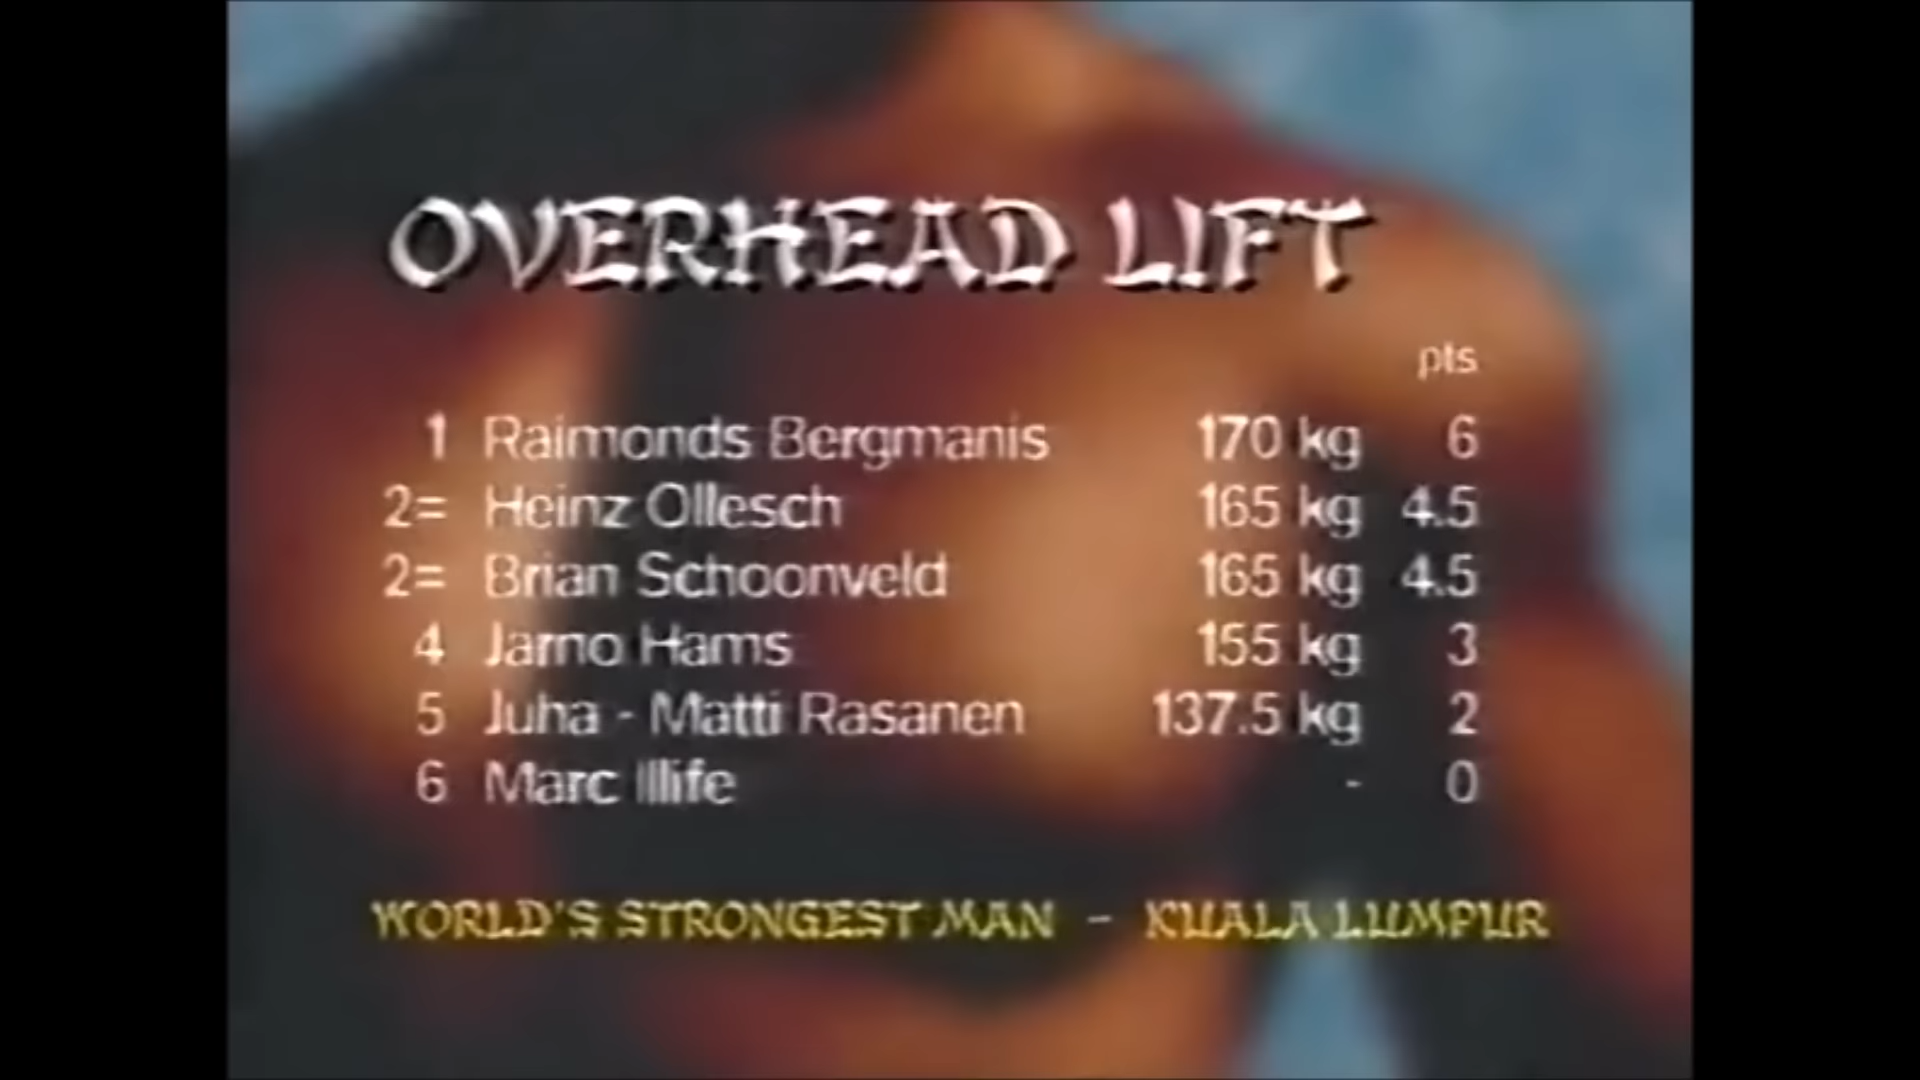 OVERHEAD LIFT
pts
1 Raimonds Bergmanis 170 kg 6
2= Heinz Ollesch 165 kg 4.5
2= Brian Schoonveld 165 kg 4.5
4 Jarno Hams 155 kg 3
5 Juha - Matti Rasanen 137.5 kg 2
6 Marc Illife - 0
WORLD'S STRONGEST MAN - KUALA LUMPUR